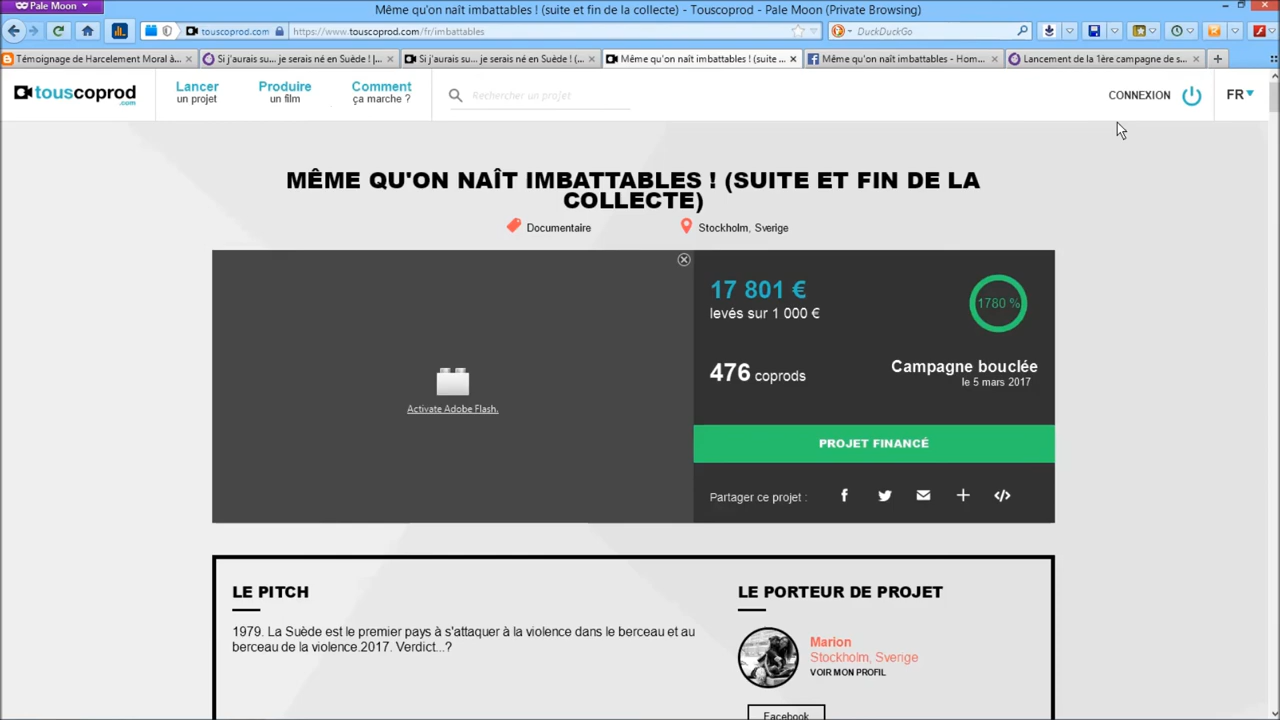 Pale Moon
Même qu'on naît imbattables ! (suite et fin de la collecte) - Touscoprod - Pale Moon (Private Browsing)
touscoprod.com
https://www.touscoprod.com/fr/imbattables
DuckDuckGo
Témoignage de Harcelement Moral à...
Si j'aurais su... je serais né en Suède ! |...
Si j'aurais su... je serais né en Suède ! (...
Même qu'on naît imbattables ! (suite ...
Même qu'on naît imbattables - Hom...
Lancement de la 1ère campagne de s...
touscoprod
.com
Lancer
un projet
Produire
un film
Comment
ça marche ?
Rechercher un projet
CONNEXION
FR
MÊME QU'ON NAÎT IMBATTABLES ! (SUITE ET FIN DE LA
COLLECTE)
Documentaire
Stockholm, Sverige
17 801 €
levés sur 1 000 €
1780 %
476 coprods
Campagne bouclée
le 5 mars 2017
Activate Adobe Flash.
PROJET FINANCÉ
Partager ce projet :
LE PITCH
1979. La Suède est le premier pays à s'attaquer à la violence dans le berceau et au
berceau de la violence.2017. Verdict...?
LE PORTEUR DE PROJET
Marion
Stockholm, Sverige
VOIR MON PROFIL
Facebook